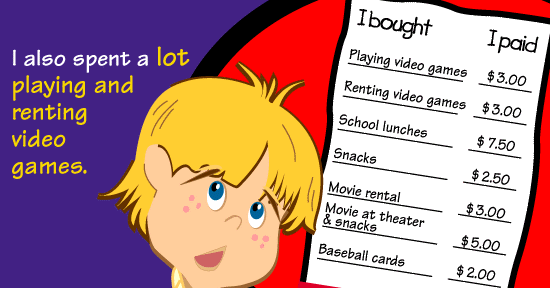 I also spent a lot
playing and
renting
video
games.
I bought I paid
Playing video games $3.00
Renting video games $3.00
School lunches $7.50
Snacks $2.50
Movie rental $3.00
Movie at theater
& snacks $5.00
Baseball cards $2.00